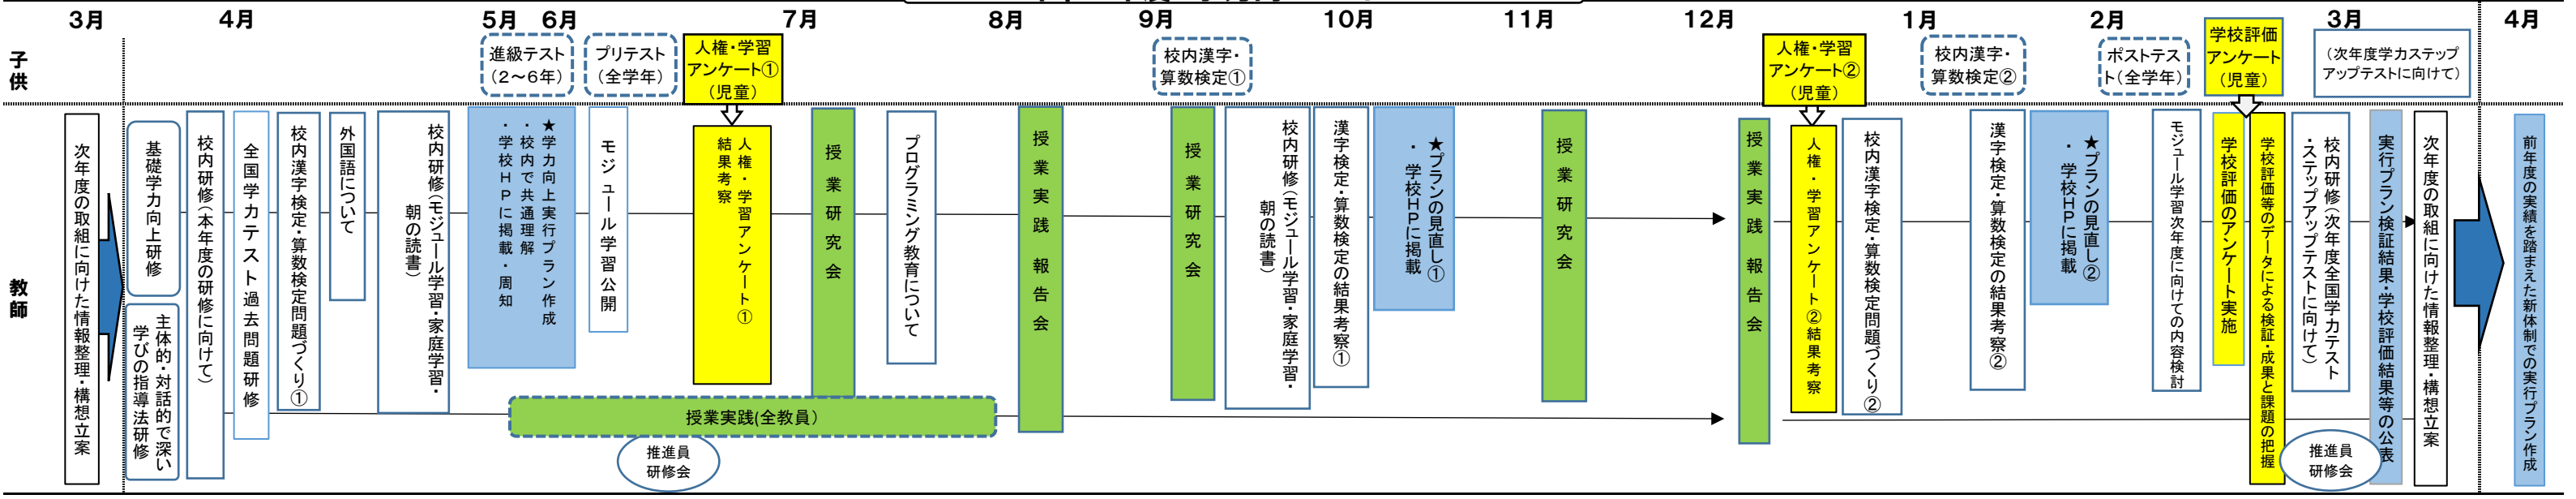 3月
4月
5月
6月
7月
8月
9月
10月
11月
12月
1月
2月
3月
4月
子供
進級テスト
（2～6年）
プリテスト
（全学年）
人権・学習
アンケート①
（児童）
校内漢字・
算数検定①
人権・学習
アンケート②
（児童）
校内漢字・
算数検定②
ポストテス
ト（全学年）
学校評価
アンケート
（児童）
（次年度学力ステップ
アップテストに向けて）
教師
次年度の取組に向けた情報整理・構想立案
基礎学力向上研修
主体的・対話的で深い
学びの指導法研修
校内研修（本年度の研修に向けて）
全国学力テスト過去問題研修
校内漢字検定・算数検定問題づくり①
外国語について
校内研修（モジュール学習・家庭学習・
朝の読書）
★学力向上実行プラン作成
・校内で共通理解
・学校HPに掲載・周知
モジュール学習公開
人権・学習アンケート①
結果考察
授業研究会
プログラミング教育について
授業実践 報告会
授業研究会
校内研修（モジュール学習・家庭学習・
朝の読書）
漢字検定・算数検定の結果考察①
★プランの見直し①
・学校HPに掲載
授業研究会
授業実践 報告会
人権・学習アンケート②結果考察
校内漢字検定・算数検定問題づくり②
漢字検定・算数検定の結果考察②
★プランの見直し②
・学校HPに掲載
モジュール学習次年度に向けての内容検討
学校評価のアンケート実施
学校評価等のデータによる検証・成果と課題の把握
校内研修（次年度全国学力テスト
・ステップアップテストに向けて）
実行プラン検証結果・学校評価結果等の公表
次年度の取組に向けた情報整理・構想立案
前年度の実績を踏まえた新体制での実行プラン作成
授業実践(全教員）
推進員
研修会
推進員
研修会